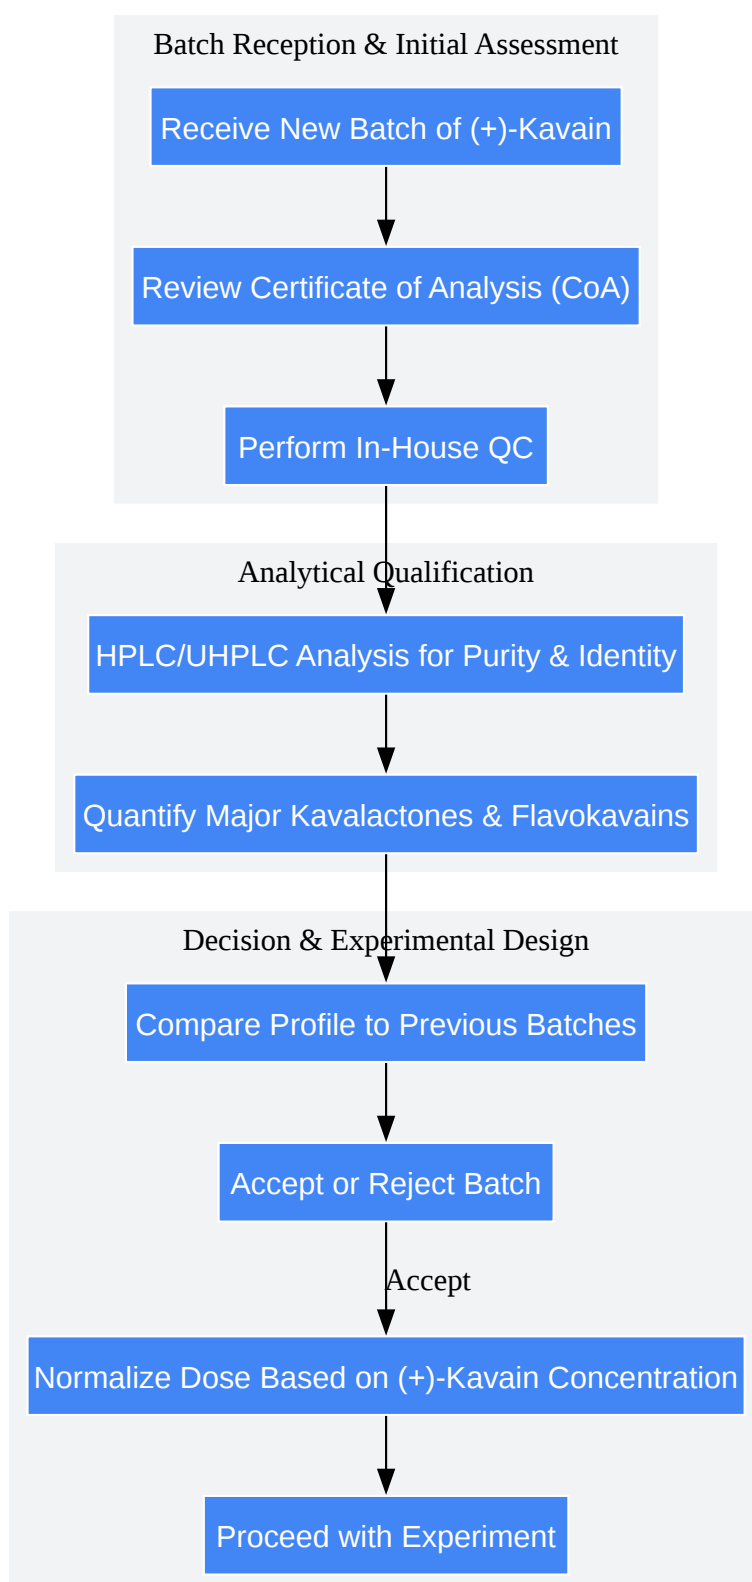 Batch Reception & Initial Assessment
Receive New Batch of (+)-Kavain
Review Certificate of Analysis (CoA)
Perform In-House QC
Analytical Qualification
HPLC/UHPLC Analysis for Purity & Identity
Quantify Major Kavalactones & Flavokavains
Decision & Experimental Design
Compare Profile to Previous Batches
Accept or Reject Batch
Accept
Normalize Dose Based on (+)-Kavain Concentration
Proceed with Experiment